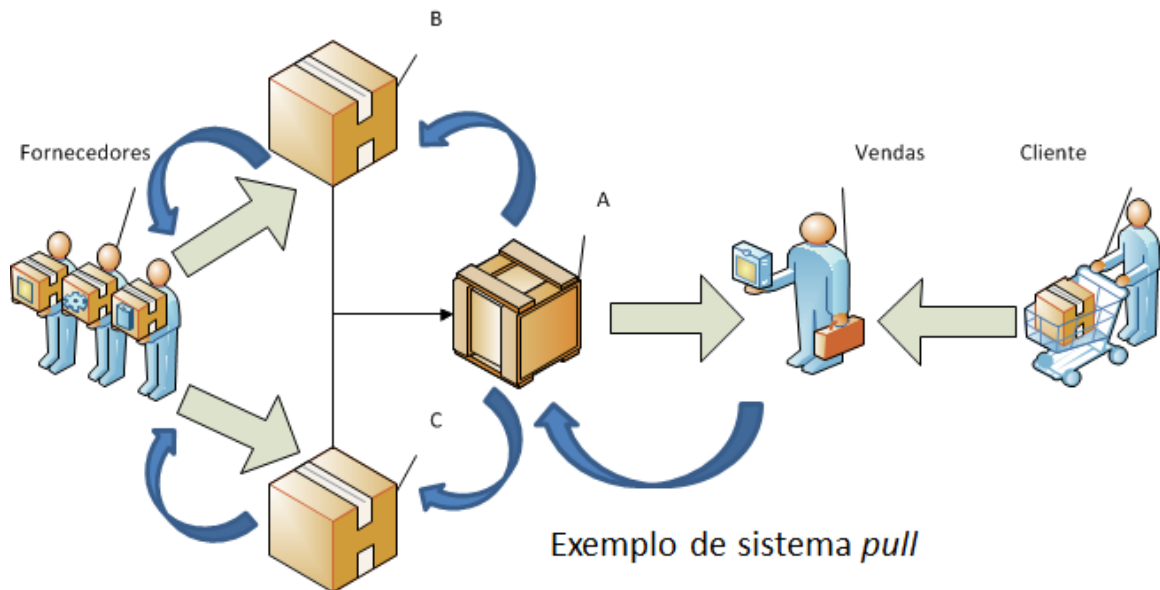 B
Fornecedores
Vendas
Cliente
A
C
Exemplo de sistema pull